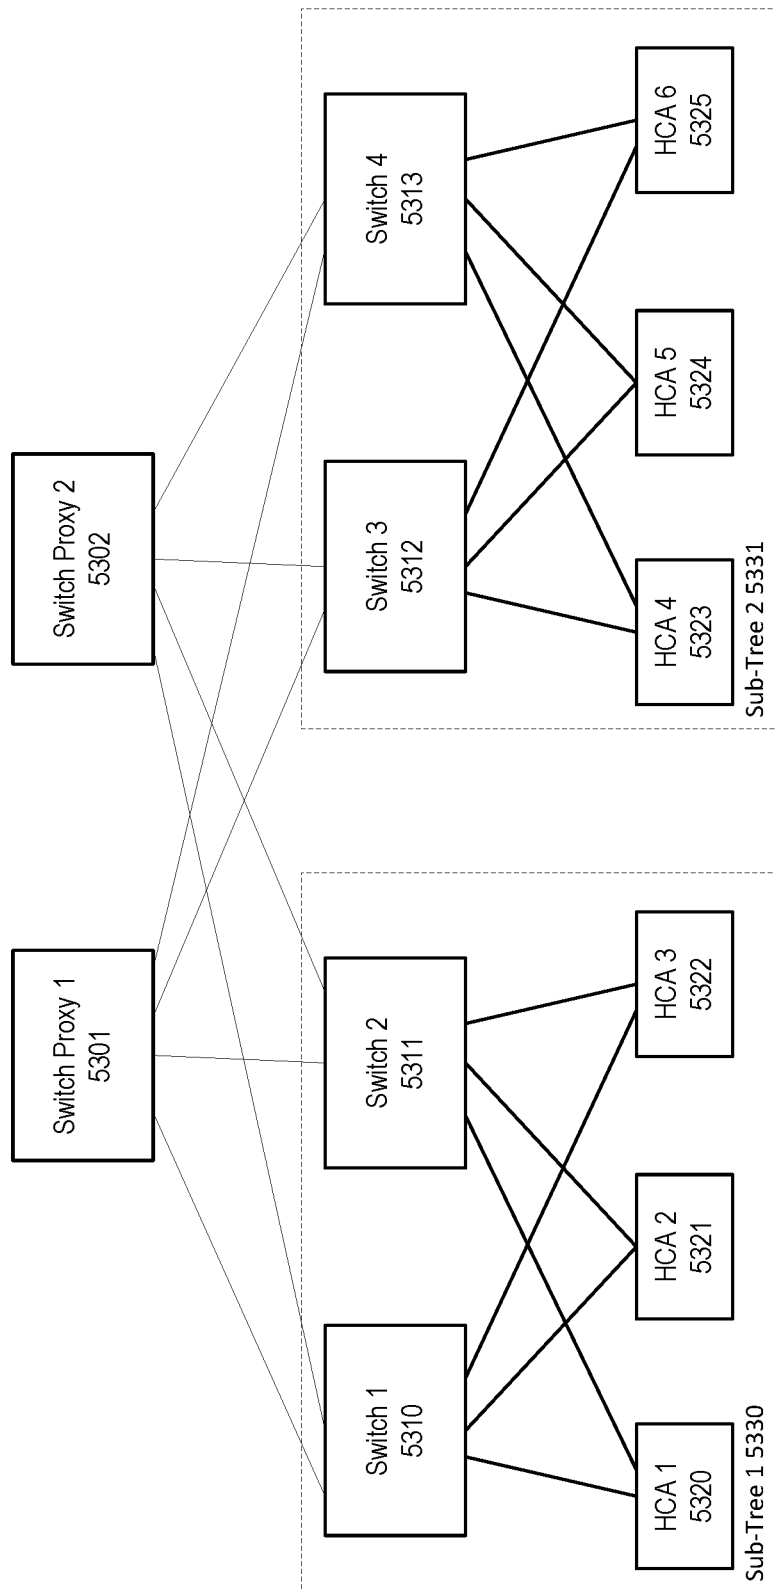 Switch Proxy 1
5301
Switch Proxy 2
5302
Switch 1
5310
Switch 2
5311
Switch 3
5312
Switch 4
5313
HCA 1
5320
HCA 2
5321
HCA 3
5322
HCA 4
5323
HCA 5
5324
HCA 6
5325
Sub-Tree 1 5330
Sub-Tree 2 5331